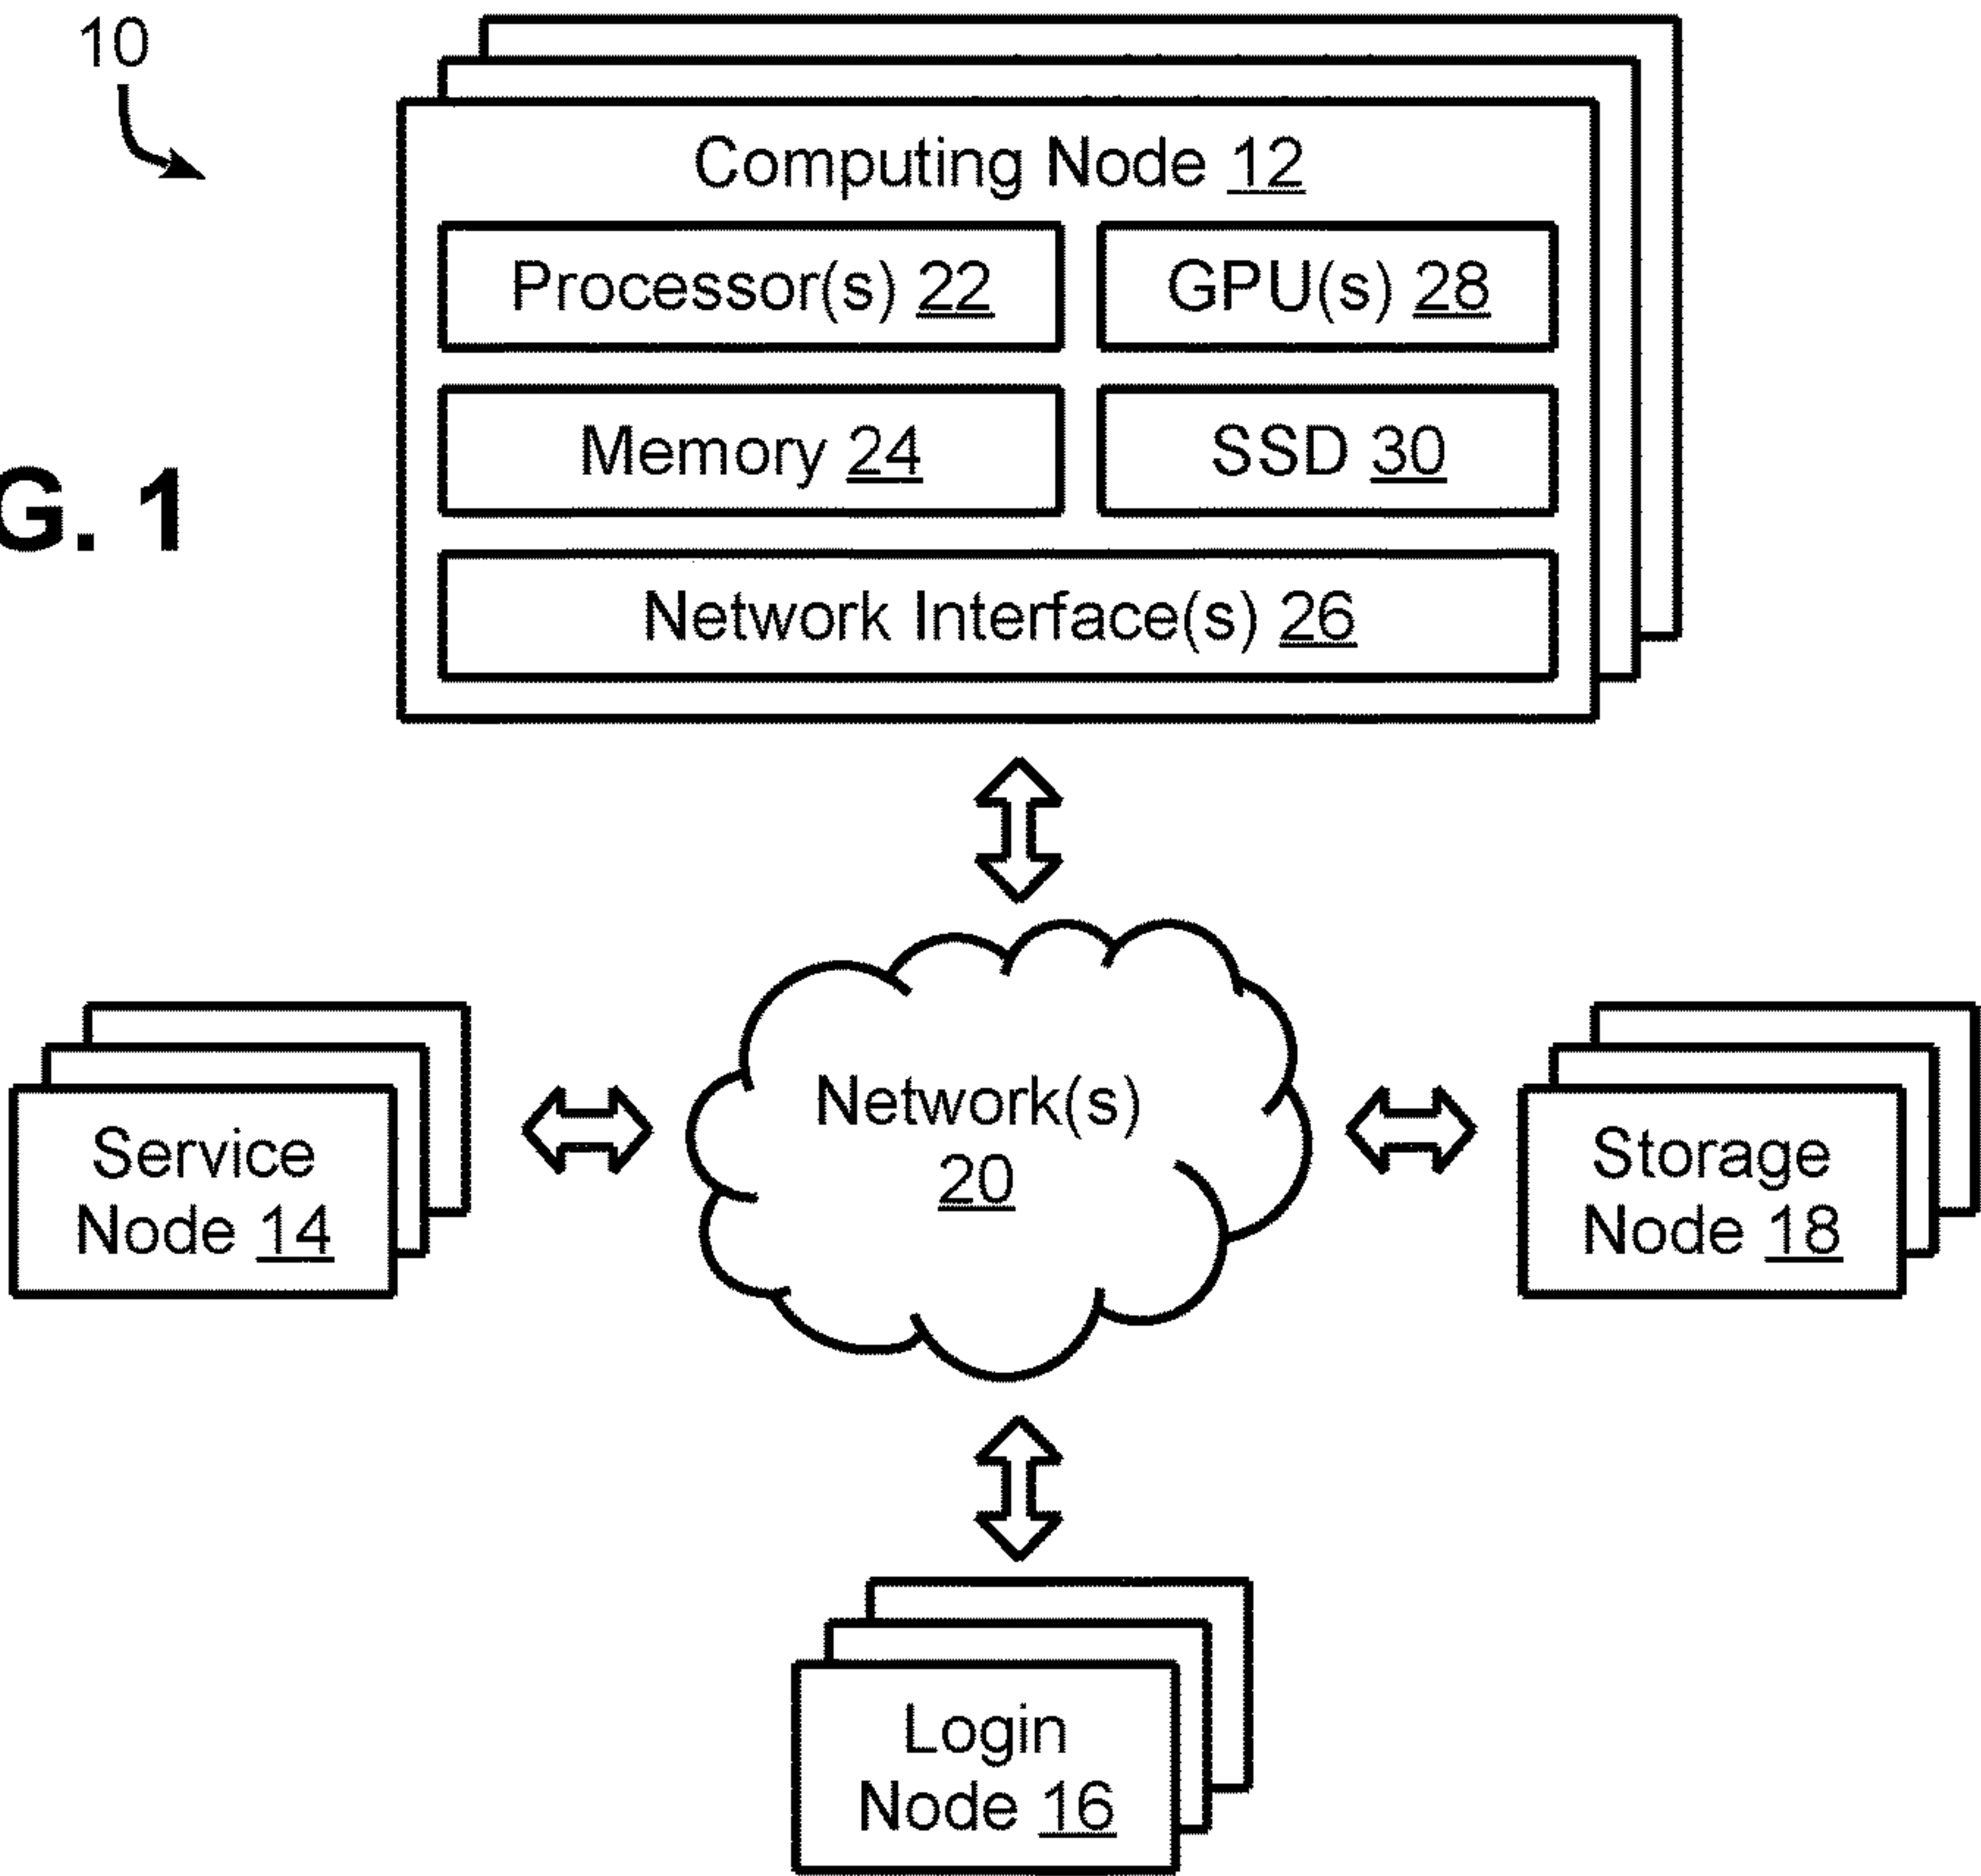 10
Computing Node 12
Processor(s) 22
GPU(s) 28
Memory 24
SSD 30
G. 1
Network Interface(s) 26
Network(s)
20
Service
Node 14
Storage
Node 18
Login
Node 16